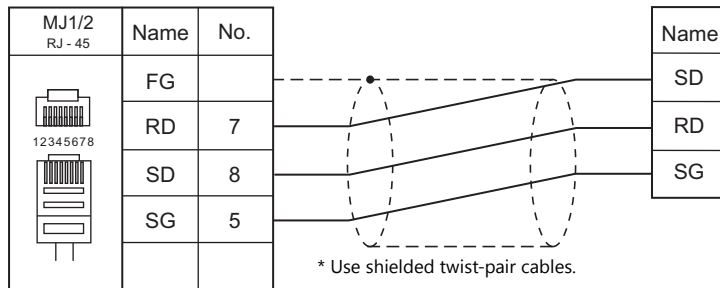 MJ1/2 Name No. Name
RJ - 45
FG SD
RD 7 RD
12345678
SD 8 SG
SG 5
* Use shielded twist-pair cables.